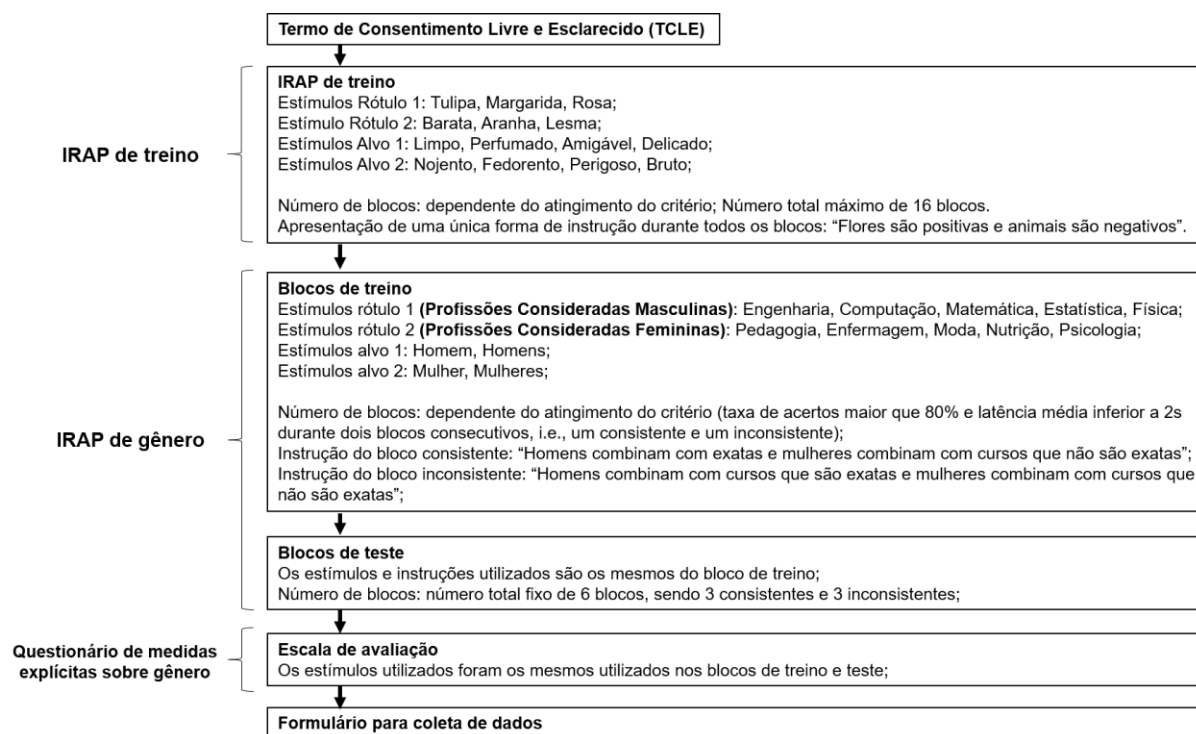 Termo de Consentimento Livre e Esclarecido (TCLE)
IRAP de treino
IRAP de treino
Estímulos Rótulo 1: Tulipa, Margarida, Rosa;
Estímulo Rótulo 2: Barata, Aranha, Lesma;
Estímulos Alvo 1: Limpo, Perfumado, Amigável, Delicado;
Estímulos Alvo 2: Nojento, Fedorento, Perigoso, Bruto;
Número de blocos: dependente do atingimento do critério; Número total máximo de 16 blocos.
Apresentação de uma única forma de instrução durante todos os blocos: “Flores são positivas e animais são negativos”.
IRAP de gênero
Blocos de treino
Estímulos rótulo 1 (Profissões Consideradas Masculinas): Engenharia, Computação, Matemática, Estatística, Física;
Estímulos rótulo 2 (Profissões Consideradas Femininas): Pedagogia, Enfermagem, Moda, Nutrição, Psicologia;
Estímulos alvo 1: Homem, Homens;
Estímulos alvo 2: Mulher, Mulheres;
Número de blocos: dependente do atingimento do critério (taxa de acertos maior que 80% e latência média inferior a 2s
durante dois blocos consecutivos, i.e., um consistente e um inconsistente);
Instrução do bloco consistente: “Homens combinam com exatas e mulheres combinam com cursos que não são exatas”;
Instrução do bloco inconsistente: “Homens combinam com cursos que são exatas e mulheres combinam com cursos que
não são exatas”;
Blocos de teste
Os estímulos e instruções utilizados são os mesmos do bloco de treino;
Número de blocos: número total fixo de 6 blocos, sendo 3 consistentes e 3 inconsistentes;
Questionário de medidas
explícitas sobre gênero
Escala de avaliação
Os estímulos utilizados foram os mesmos utilizados nos blocos de treino e teste;
Formulário para coleta de dados